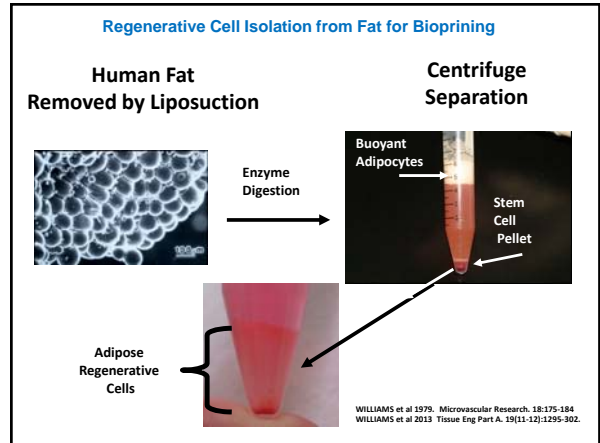 Regenerative Cell Isolation from Fat for Bioprining
Human Fat
Removed by Liposuction
Centrifuge
Separation
Enzyme
Digestion
Buoyant
Adipocytes
Stem
Cell
Pellet
Adipose
Regenerative
Cells
WILLIAMS et al 1979. Microvascular Research. 18:175-184
WILLIAMS et al 2013 Tissue Eng Part A. 19(11-12):1295-302.